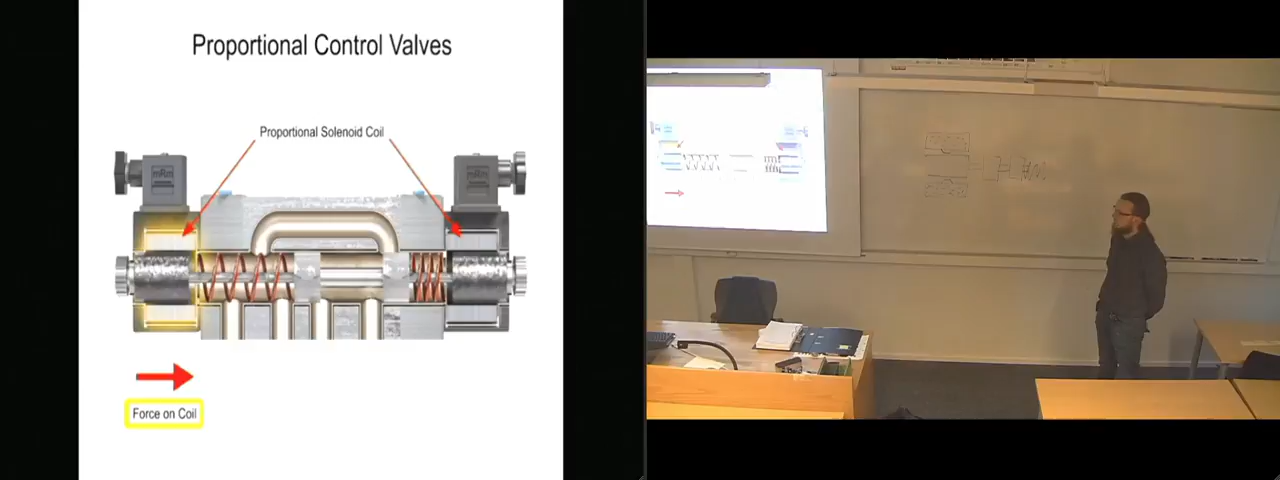 Proportional Control Valves
Proportional Solenoid Coil
Force on Coil